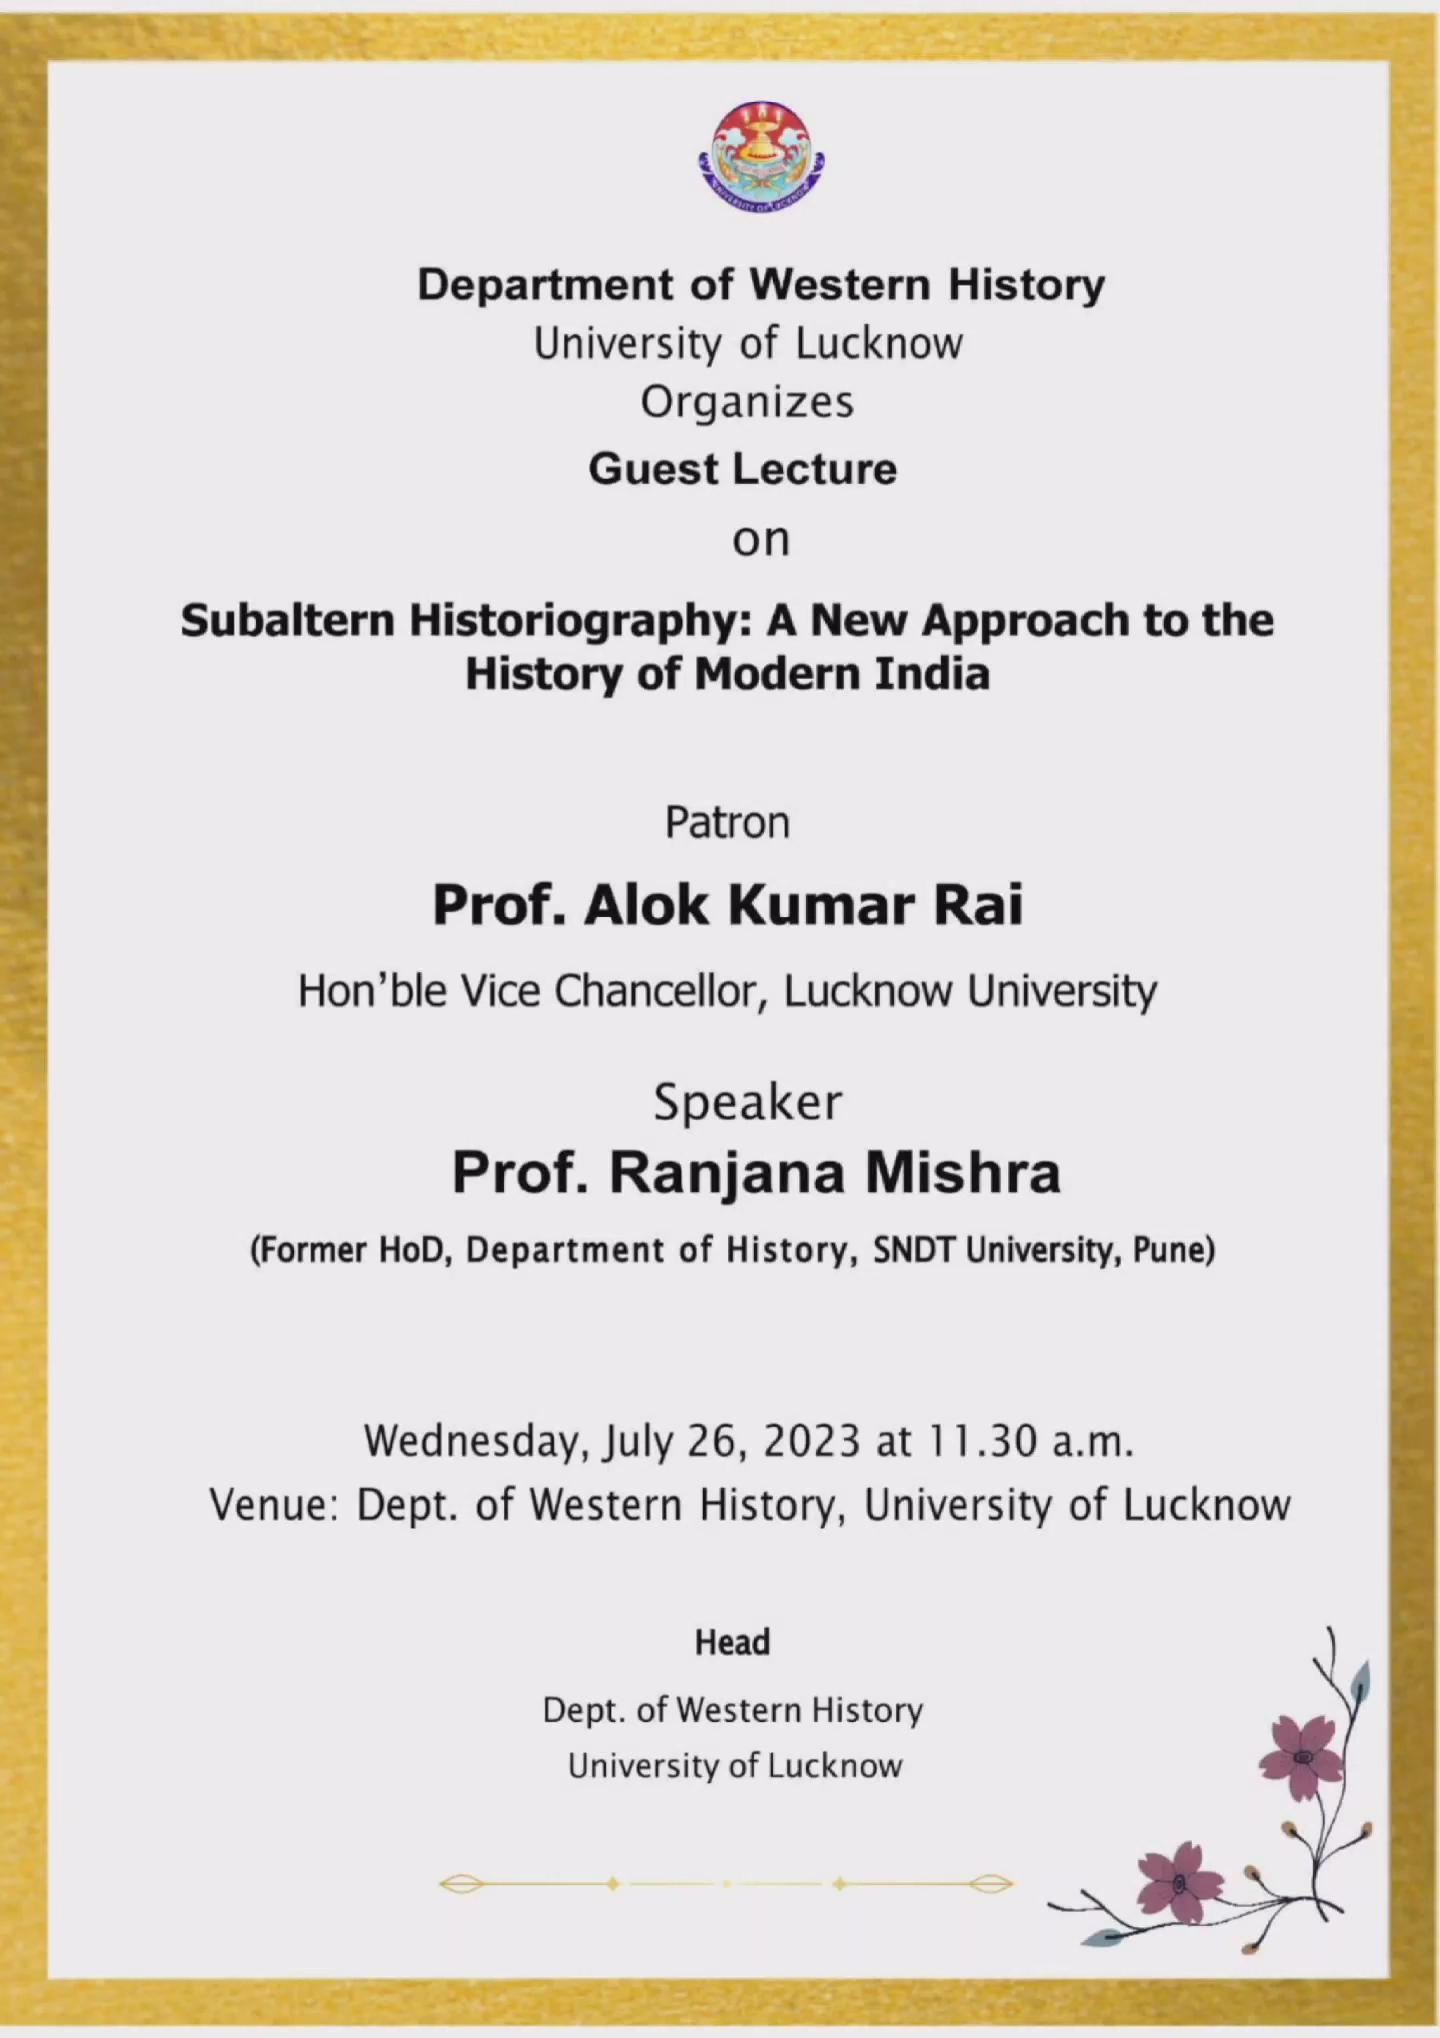 UNIVERSITY OF LUCKNOW
Department of Western History
University of Lucknow
Organizes
Guest Lecture
on
Subaltern Historiography: A New Approach to the
History of Modern India
Patron
Prof. Alok Kumar Rai
Hon’ble Vice Chancellor, Lucknow University
Speaker
Prof. Ranjana Mishra
(Former HoD, Department of History, SNDT University, Pune)
Wednesday, July 26, 2023 at 11.30 a.m.
Venue: Dept. of Western History, University of Lucknow
Head
Dept. of Western History
University of Lucknow